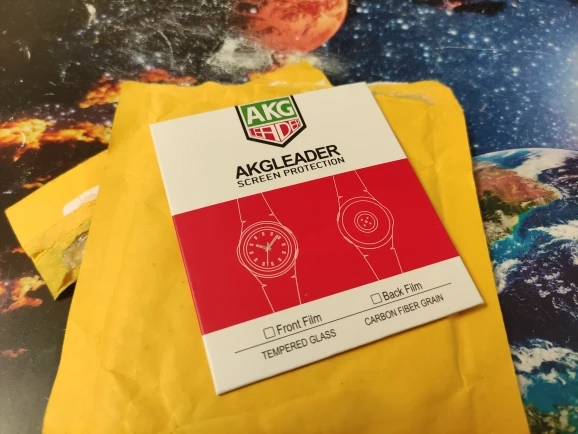 AKG
LEADER
AKGLEADER
SCREEN PROTECTION
Front Film
Back Film
TEMPERED GLASS
CARBON FIBER GRAIN